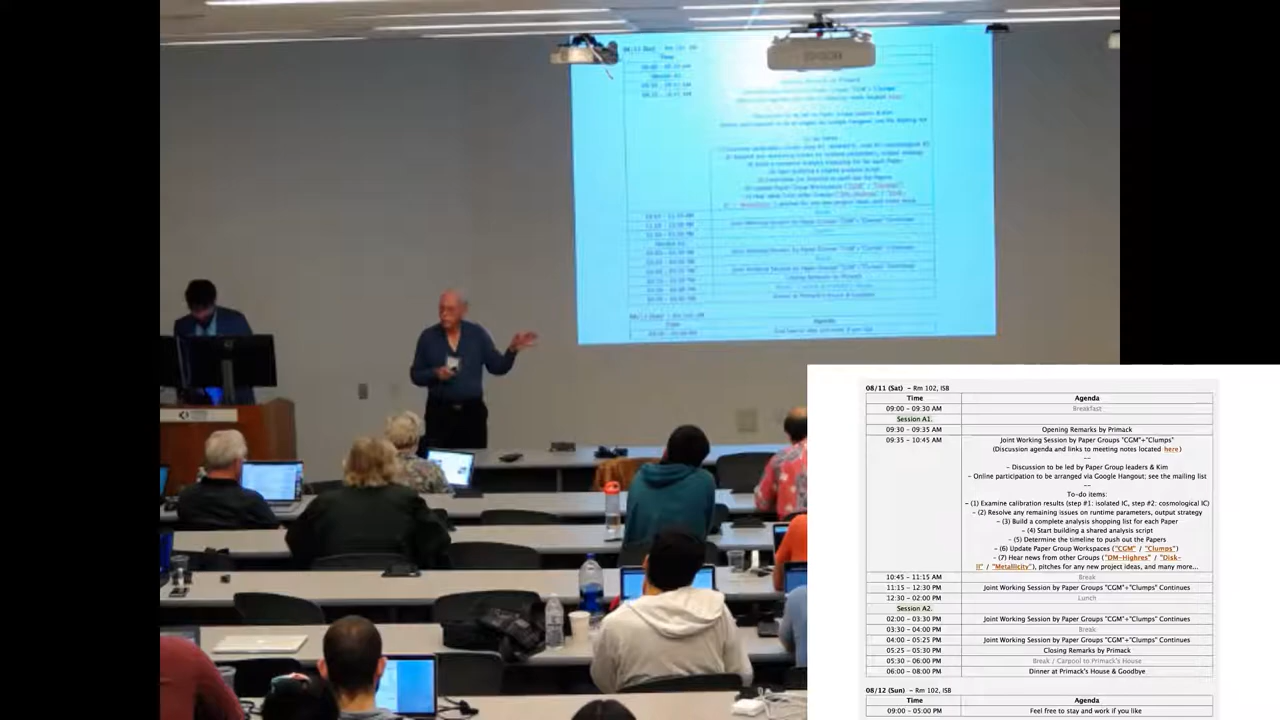 EPSON
08/11 (Sat) - Rm 102, ISB
Time Agenda
09:00 - 09:30 AM Breakfast
Session A1.
09:30 - 09:35 AM Opening Remarks by Primack
09:35 - 10:45 AM Joint Working Session by Paper Groups "CGM"+"Clumps"
(Discussion agenda and links to meeting notes located here)
--
- Discussion to be led by Paper Group leaders & Kim
- Online participation to be arranged via Google Hangout; see the mailing list
--
To-do items:
- (1) Examine calibration results (step #1: isolated IC, step #2: cosmological IC)
- (2) Resolve any remaining issues on runtime parameters, output strategy
- (3) Build a complete analysis shopping list for each Paper
- (4) Start building a shared analysis script
- (5) Determine the timeline to push out the Papers
- (6) Update Paper Group Workspaces ("CGM" / "Clumps")
- (7) Hear news from other Groups ("DM-Highres" / "Disk-
II" / "Metallicity"), pitches for any new project ideas, and many more...
10:45 - 11:15 AM Break
11:15 - 12:30 PM Joint Working Session by Paper Groups "CGM"+"Clumps" Continues
12:30 - 02:00 PM Lunch
Session A2.
02:00 - 03:30 PM Joint Working Session by Paper Groups "CGM"+"Clumps" Continues
03:30 - 04:00 PM Break
04:00 - 05:25 PM Joint Working Session by Paper Groups "CGM"+"Clumps" Continues
05:25 - 05:30 PM Closing Remarks by Primack
05:30 - 06:00 PM Break / Carpool to Primack's House
06:00 - 08:00 PM Dinner at Primack's House & Goodbye
08/12 (Sun) - Rm 102, ISB
Time Agenda
09:00 - 05:00 PM Feel free to stay and work if you like